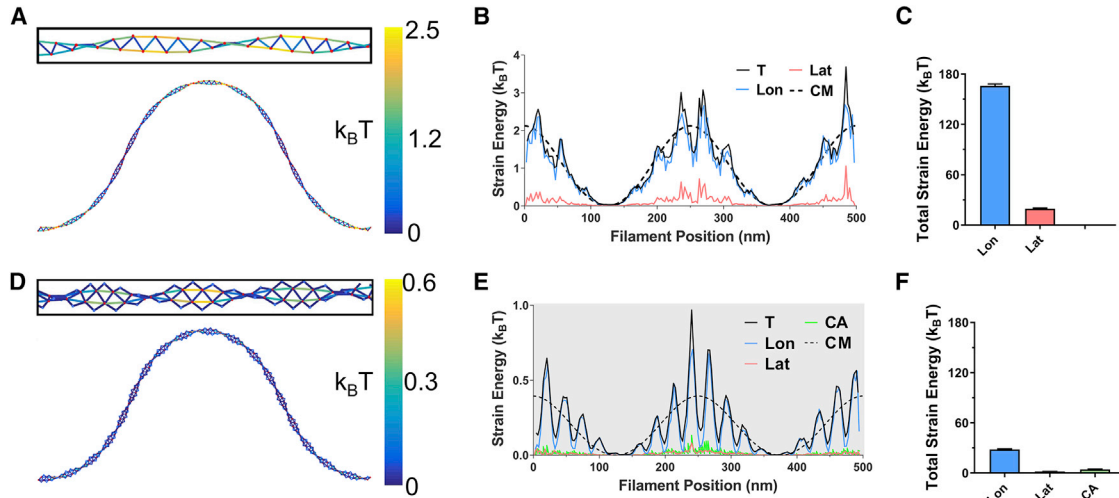 A
2.5
1.2
0
kBT
B
Strain Energy (kBT)
4
3
2
1
0
T
Lat
Lon
CM
0
100
200
300
400
500
Filament Position (nm)
C
Total Strain Energy (kBT)
180
120
60
0
Lon
Lat
D
0.6
0.3
0
kBT
E
Strain Energy (kBT)
1.0
0.5
0.0
T
CA
Lon
CM
Lat
0
100
200
300
400
500
Filament Position (nm)
F
Total Strain Energy (kBT)
180
120
60
0
Lon
Lat
CA